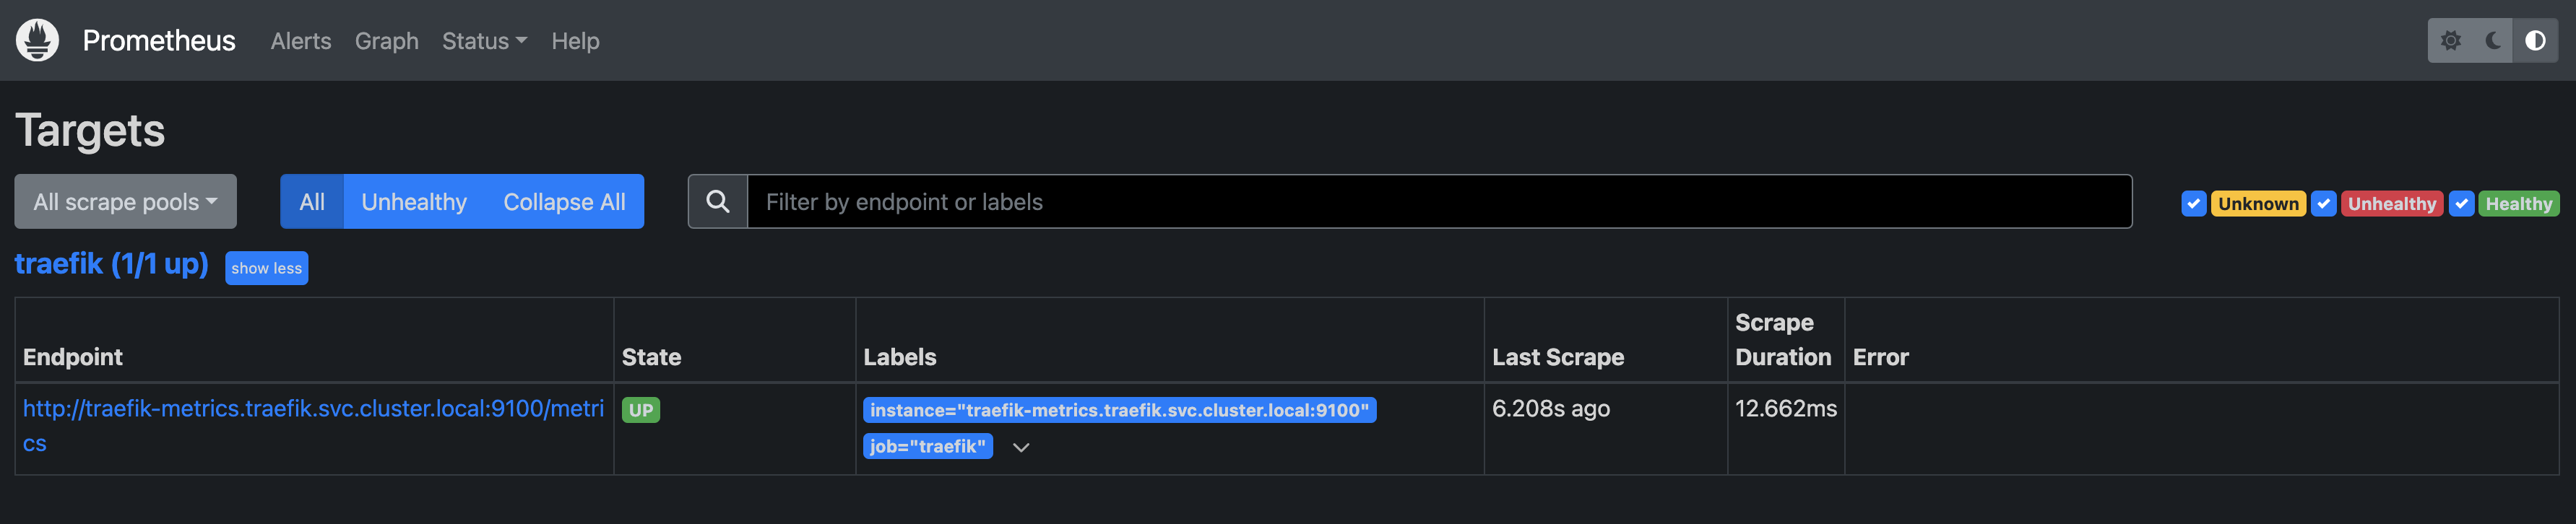 Prometheus Alerts Graph Status Help
Targets
All scrape pools All Unhealthy Collapse All Filter by endpoint or labels Unknown Unhealthy Healthy
traefik (1/1 up) show less
Endpoint State Labels Last Scrape Scrape Duration Error
http://traefik-metrics.traefik.svc.cluster.local:9100/metri UP instance="traefik-metrics.traefik.svc.cluster.local:9100" 6.208s ago 12.662ms
cs job="traefik"